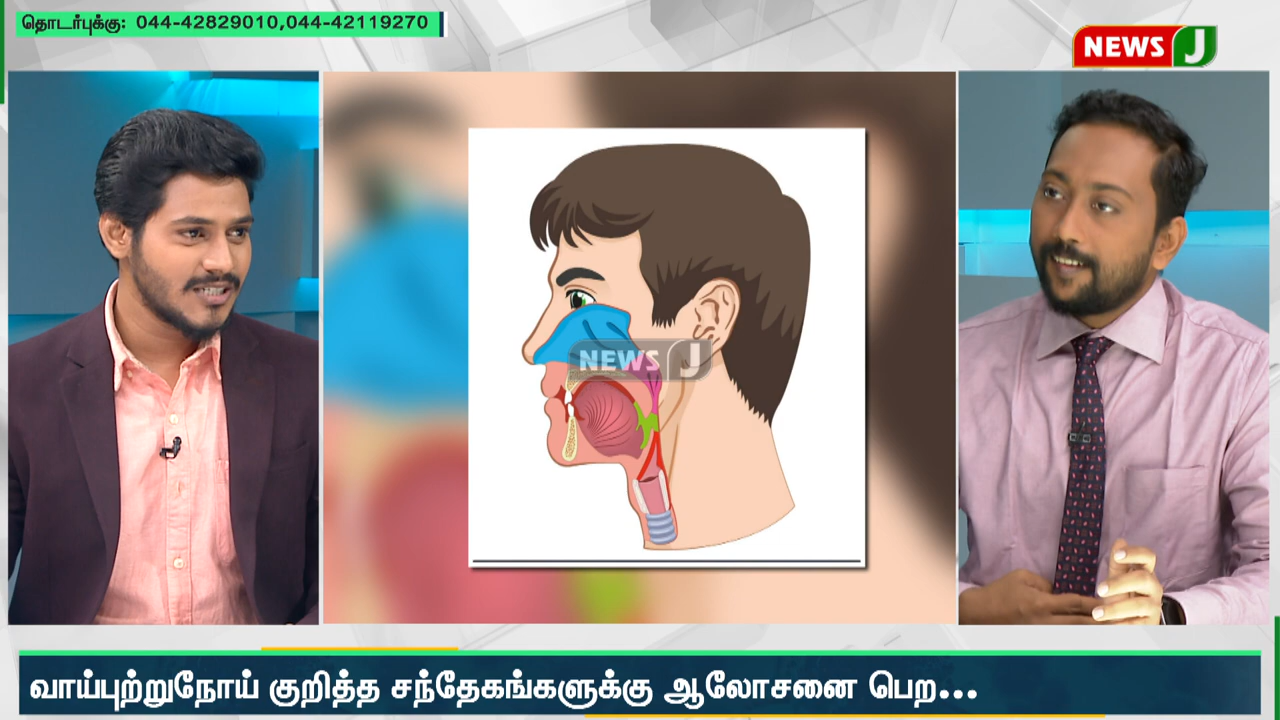 தொடர்புக்கு: 044-42829010,044-42119270
NEWS J
NEWS J
வாய்புற்றுநோய் குறித்த சந்தேகங்களுக்கு ஆலோசனை பெற...